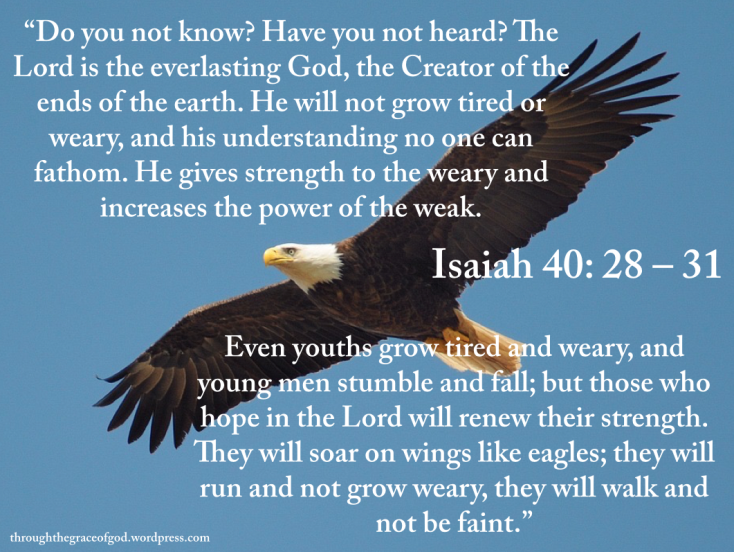 “Do you not know? Have you not heard? The
Lord is the everlasting God, the Creator of the
ends of the earth. He will not grow tired or
weary, and his understanding no one can
fathom. He gives strength to the weary and
increases the power of the weak.
Isaiah 40: 28 – 31
Even youths grow tired and weary, and
young men stumble and fall; but those who
hope in the Lord will renew their strength.
They will soar on wings like eagles; they will
run and not grow weary, they will walk and
not be faint.”
throughthegraceofgod.wordpress.com